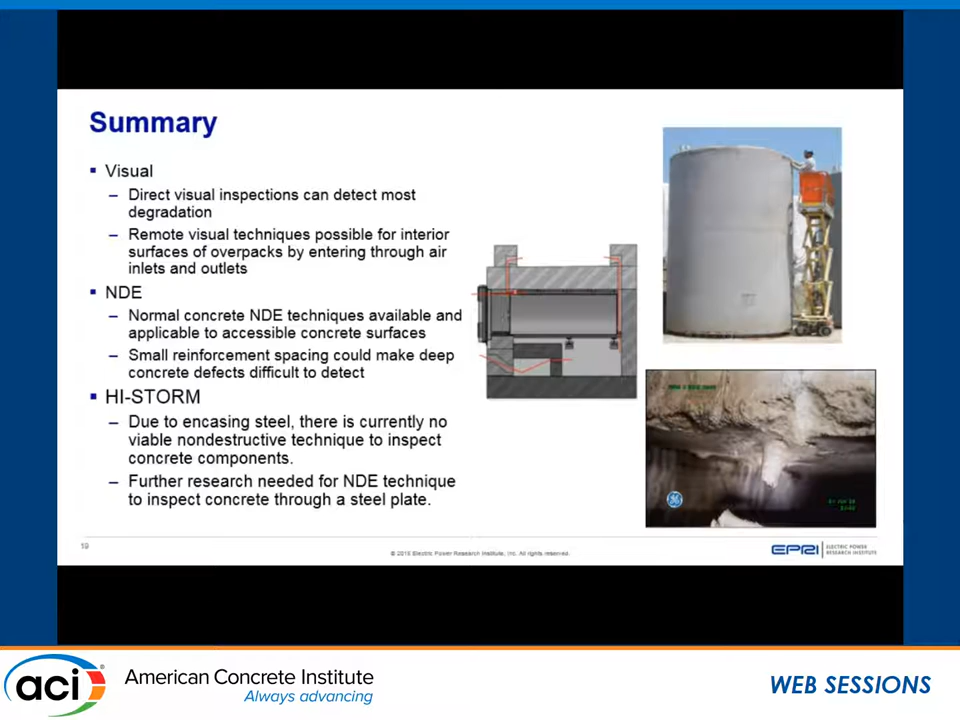 Summary
▪ Visual
– Direct visual inspections can detect most
degradation
– Remote visual techniques possible for interior
surfaces of overpacks by entering through air
inlets and outlets
▪ NDE
– Normal concrete NDE techniques available and
applicable to accessible concrete surfaces
– Small reinforcement spacing could make deep
concrete defects difficult to detect
▪ HI-STORM
– Due to encasing steel, there is currently no
viable nondestructive technique to inspect
concrete components.
– Further research needed for NDE technique
to inspect concrete through a steel plate.
19
© 2016 Electric Power Research Institute, Inc. All rights reserved.
EPRI
ELECTRIC POWER
RESEARCH INSTITUTE
aci®
American Concrete Institute
Always advancing
WEB SESSIONS